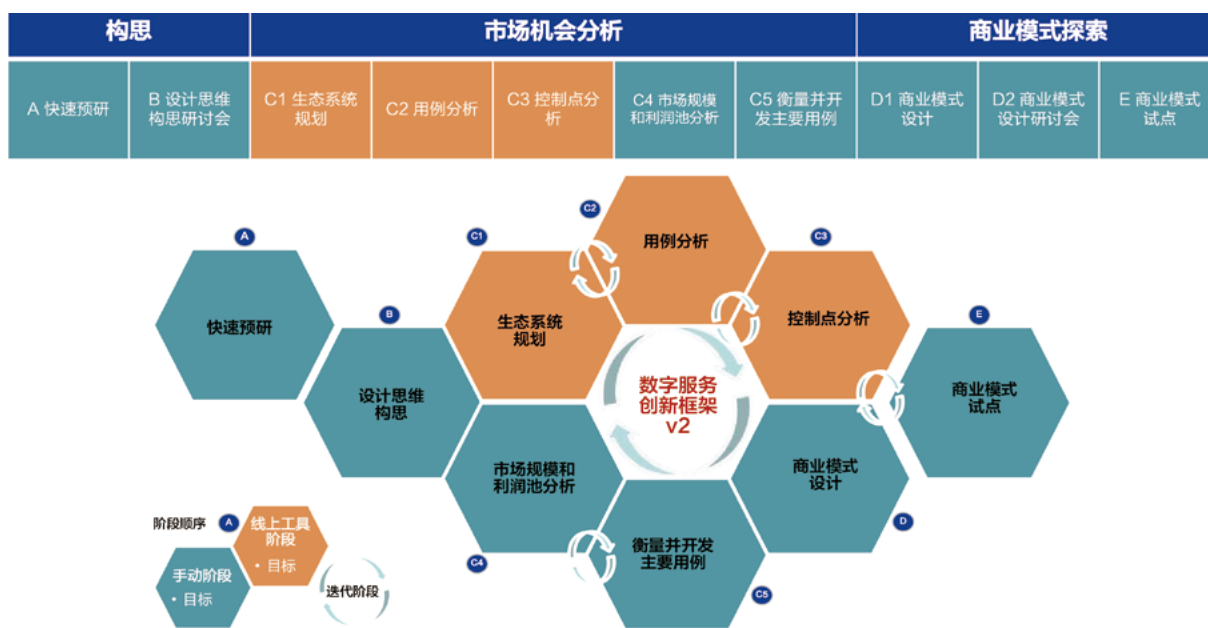 构思
市场机会分析
商业模式探索
A 快速预研
B 设计思维
构思研讨会
C1 生态系统
规划
C2 用例分析
C3 控制点分
析
C4 市场规模
和利润池分析
C5 衡量并开
发主要用例
D1 商业模式
设计
D2 商业模式
设计研讨会
E 商业模式
试点
C2
用例分析
A
C1
C3
快速预研
生态系统
规划
控制点分析
B
E
设计思维
构思
数字服务
创新框架
v2
商业模式
试点
市场规模和
利润池分析
商业模式
设计
阶段顺序
A
线上工具
阶段
• 目标
D
手动阶段
• 目标
迭代阶段
C4
衡量并开发
主要用例
C5